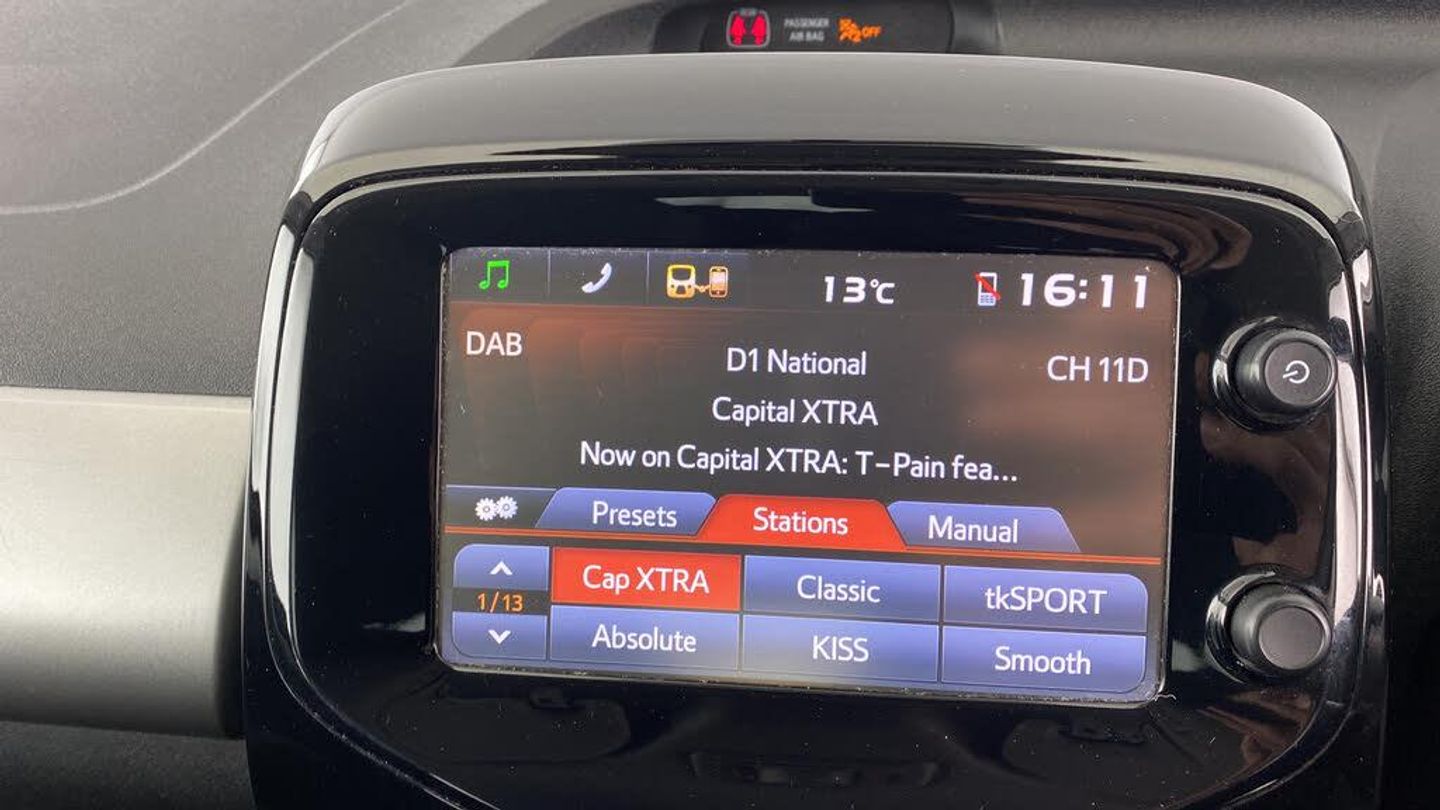 PASSENGER
AIR BAG
OFF
13°C
16:11
DAB
D1 National
CH 11D
Capital XTRA
Now on Capital XTRA: T-Pain fea...
Presets
Stations
Manual
1/13
Cap XTRA
Classic
tkSPORT
Absolute
KISS
Smooth